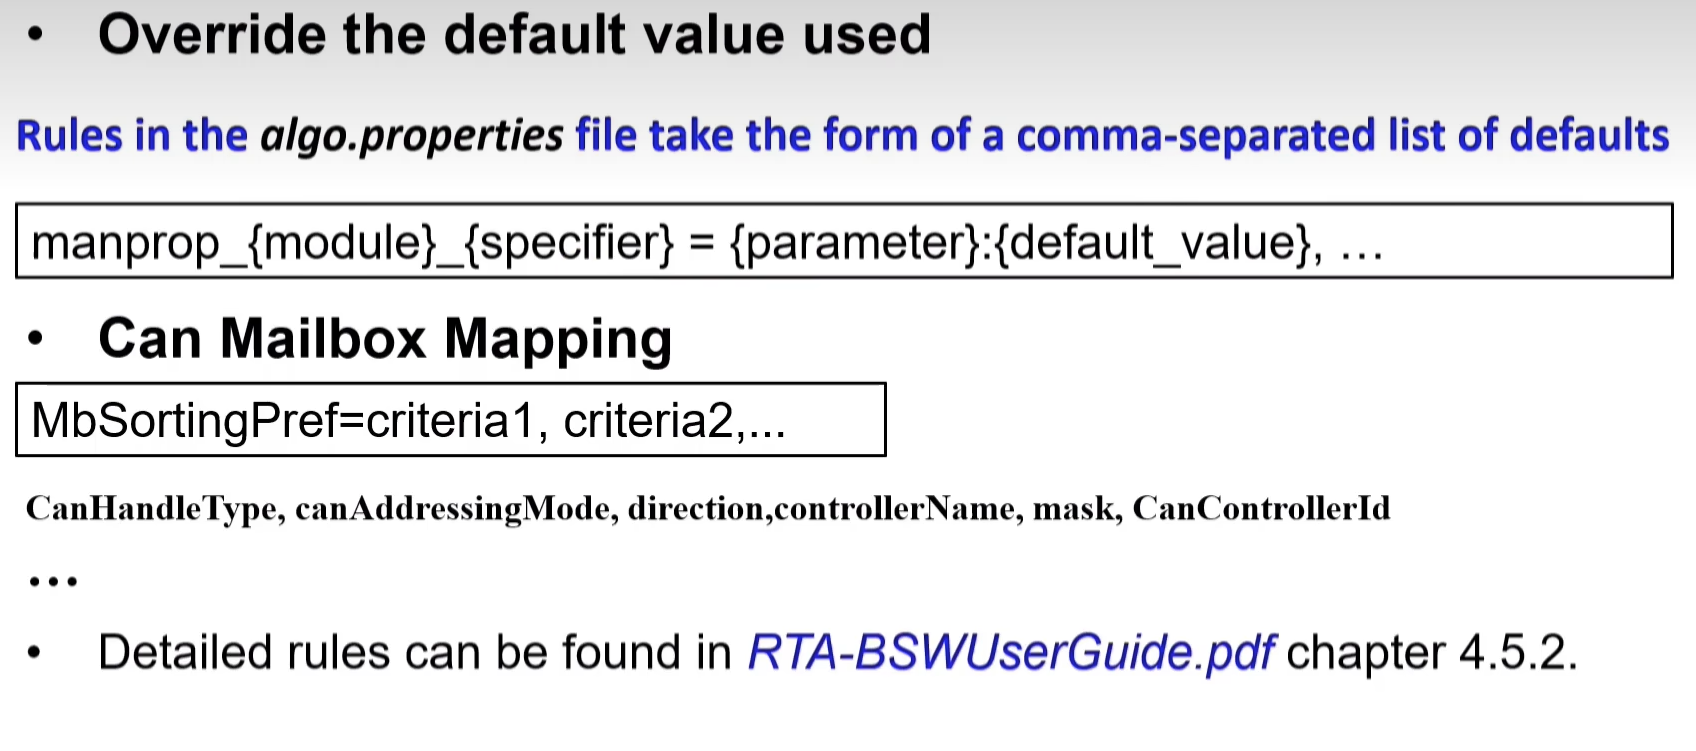 • Override the default value used
Rules in the algo.properties file take the form of a comma-separated list of defaults
manprop_{module}_{specifier} = {parameter}:{default_value}, …
• Can Mailbox Mapping
MbSortingPref=criteria1, criteria2,...
CanHandleType, canAddressingMode, direction,controllerName, mask, CanControllerId
…
• Detailed rules can be found in RTA-BSWUserGuide.pdf chapter 4.5.2.